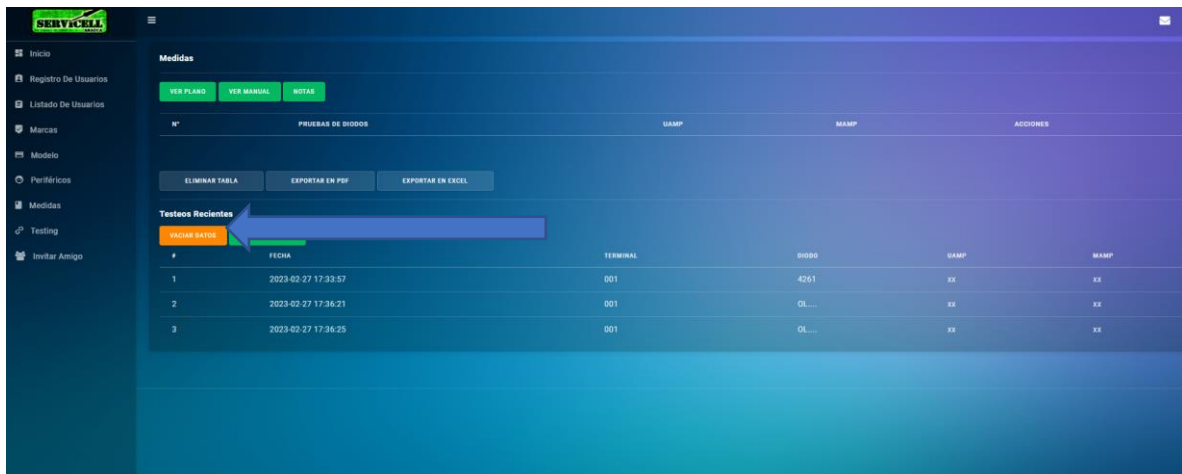 SERVICELL
Inicio
Registro De Usuarios
Listado De Usuarios
Marcas
Modelo
Periféricos
Medidas
Testing
Invitar Amigo
Medidas
VER PLANO VER MANUAL NOTAS
N° PRUEBAS DE DIODOS UAMP MAMP ACCIONES
ELIMINAR TABLA EXPORTAR EN PDF EXPORTAR EN EXCEL
Testeos Recientes
VACIAR DATOS
# FECHA TERMINAL DIODO UAMP MAMP
1 2023-02-27 17:33:57 001 4261 xx xx
2 2023-02-27 17:36:21 001 OL.... xx xx
3 2023-02-27 17:36:25 001 OL.... xx xx